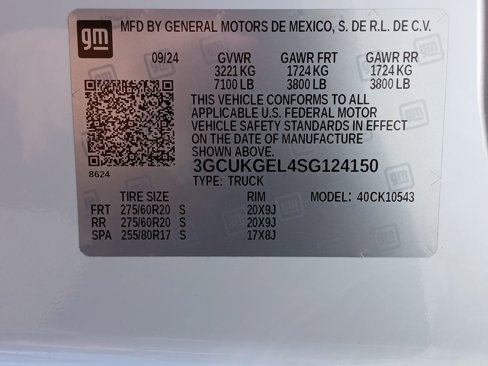 gm
MFD BY GENERAL MOTORS DE MEXICO, S. DE R.L. DE C.V.
09/24 GVWR GAWR FRT GAWR RR
3221 KG 1724 KG 1724 KG
7100 LB 3800 LB 3800 LB
THIS VEHICLE CONFORMS TO ALL
APPLICABLE U.S. FEDERAL MOTOR
VEHICLE SAFETY STANDARDS IN EFFECT
ON THE DATE OF MANUFACTURE
SHOWN ABOVE.
3GCUKGEL4SG124150
8624
TYPE: TRUCK
TIRE SIZE RIM MODEL: 40CK10543
FRT 275/60R20 S 20X9J
RR 275/60R20 S 20X9J
SPA 255/80R17 S 17X8J